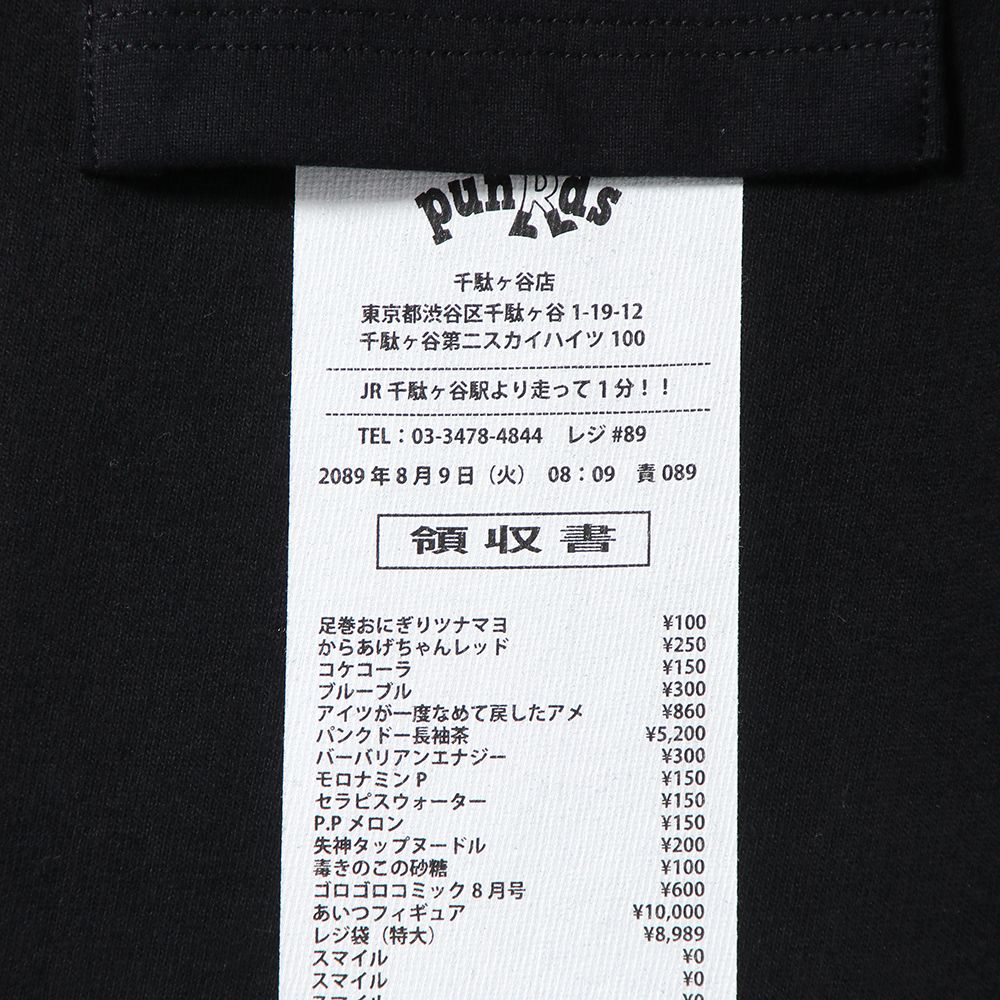 punkRds
千駄ヶ谷店
東京都渋谷区千駄ヶ谷 1-19-12
千駄ヶ谷第二スカイハイツ 100
JR 千駄ヶ谷駅より走って 1 分！！
TEL：03-3478-4844 レジ #89
2089 年 8 月 9 日（火） 08：09 責 089
領収書
足巻おにぎりツナマヨ ¥100
からあげちゃんレッド ¥250
コケコーラ ¥150
ブルーブル ¥300
アイツが一度なめて戻したアメ ¥860
パンクドー長袖茶 ¥5,200
バーバリアンエナジー ¥300
モロナミン P ¥150
セラピスウォーター ¥150
P.P メロン ¥150
失神タップヌードル ¥200
毒きのこの砂糖 ¥100
ゴロゴロコミック 8 月号 ¥600
あいつフィギュア ¥10,000
レジ袋（特大） ¥8,989
スマイル ¥0
スマイル ¥0
スマイル ¥0